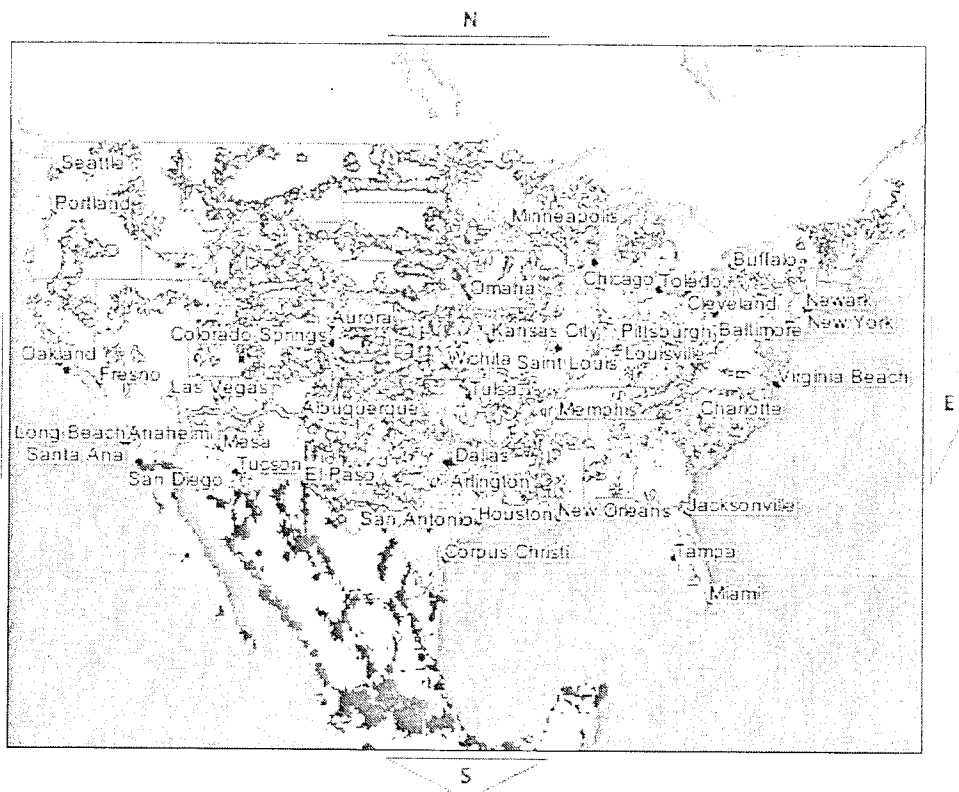 N
Seattle
Portland
Minneapolis
Buffalo
Chicago Toledo
Omaha
Cleveland Newark
Aurora
New York
Colorado Springs
Kansas City Pittsburgh Baltimore
Oakland
Louisville
Wichita Saint Louis
Fresno
Virginia Beach
Las Vegas
Tulsa
E
Albuquerque
Memphis
Charlotte
Long Beach Anaheim
Mesa
Santa Ana
Dallas
Tucson
San Diego
El Paso
Arlington
Jacksonville
Houston New Orleans
San Antonio
Corpus Christi
Tampa
Miami
S